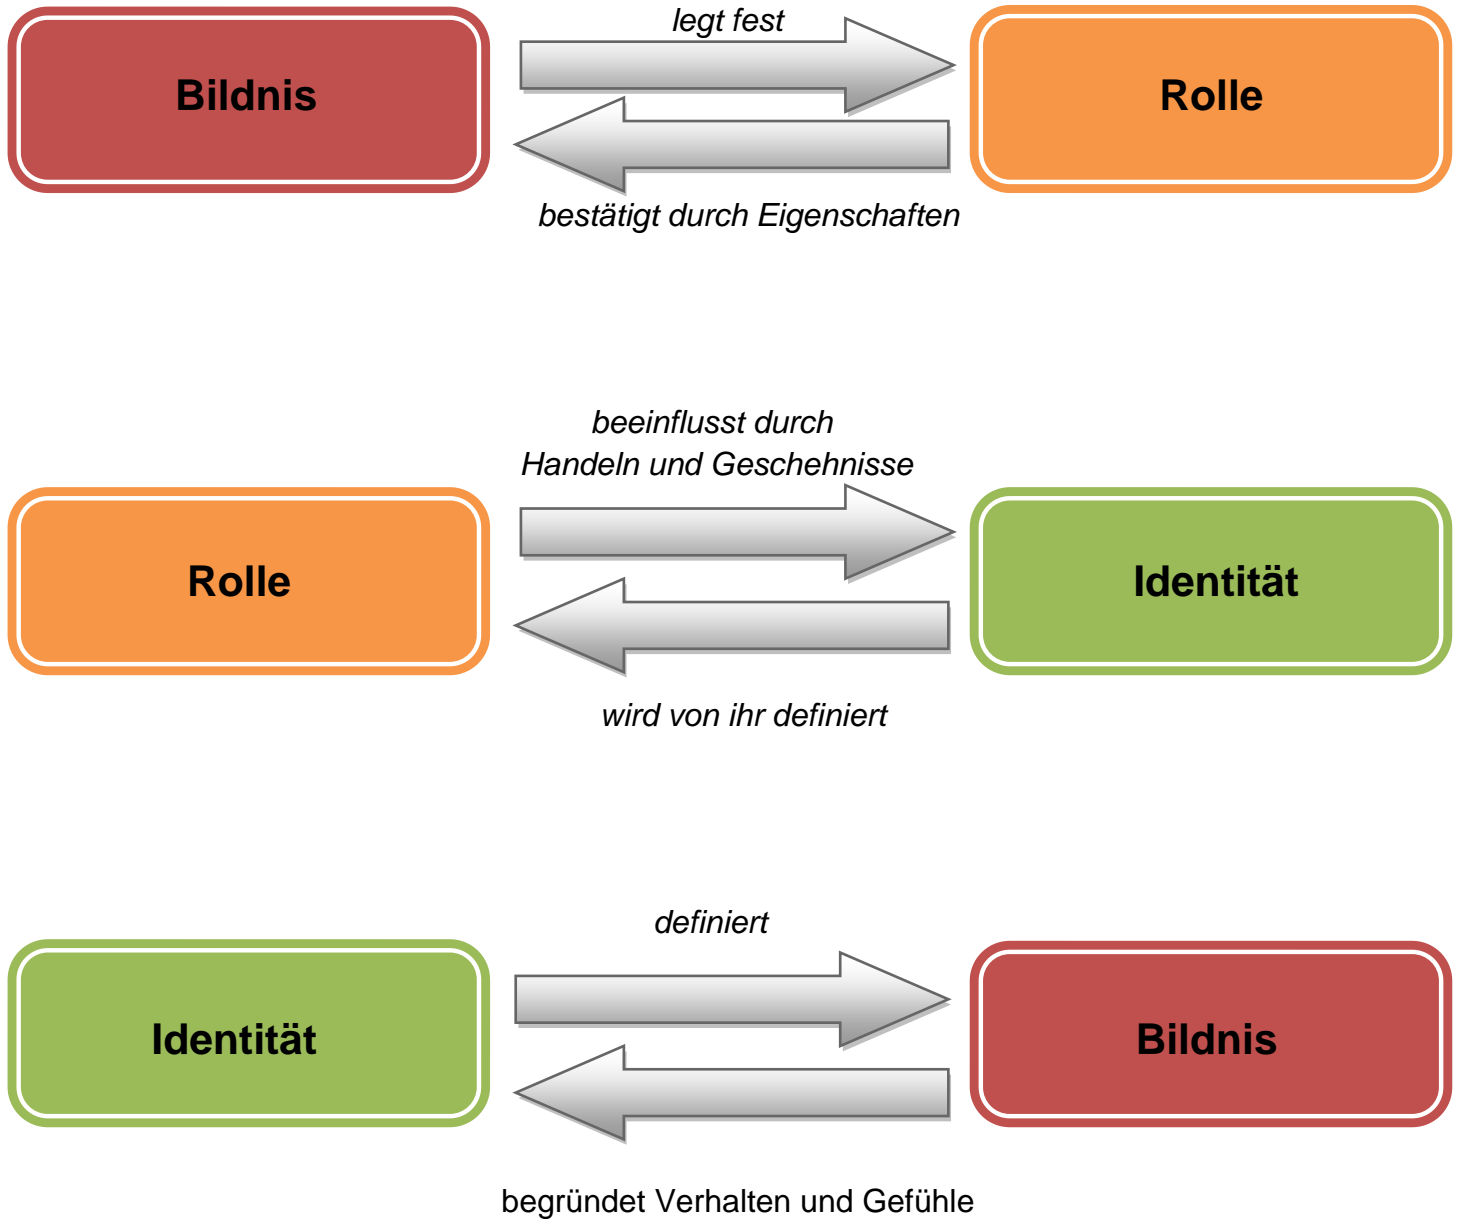 legt fest
Bildnis
Rolle
bestätigt durch Eigenschaften
beeinflusst durch
Handeln und Geschehnisse
Rolle
Identität
wird von ihr definiert
definiert
Identität
Bildnis
begründet Verhalten und Gefühle